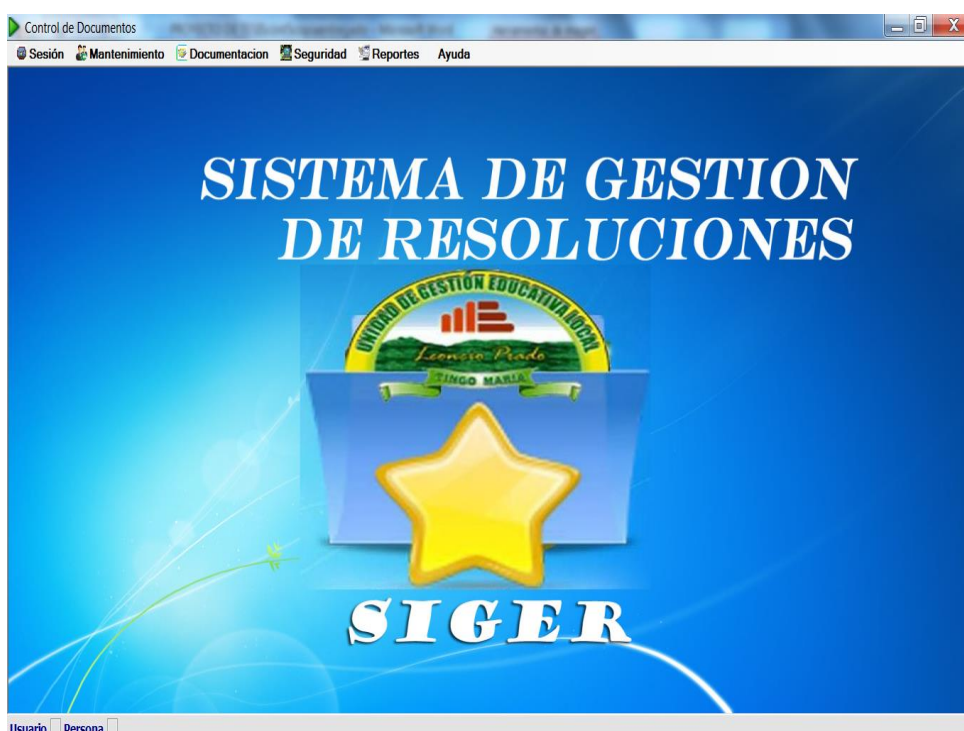 Control de Documentos
Sesión Mantenimiento Documentacion Seguridad Reportes Ayuda
SISTEMA DE GESTION
DE RESOLUCIONES
UNIDAD DE GESTIÓN EDUCATIVA LOCAL
Leoncio Prado
TINGO MARIA
SIGER
Usuario Persona